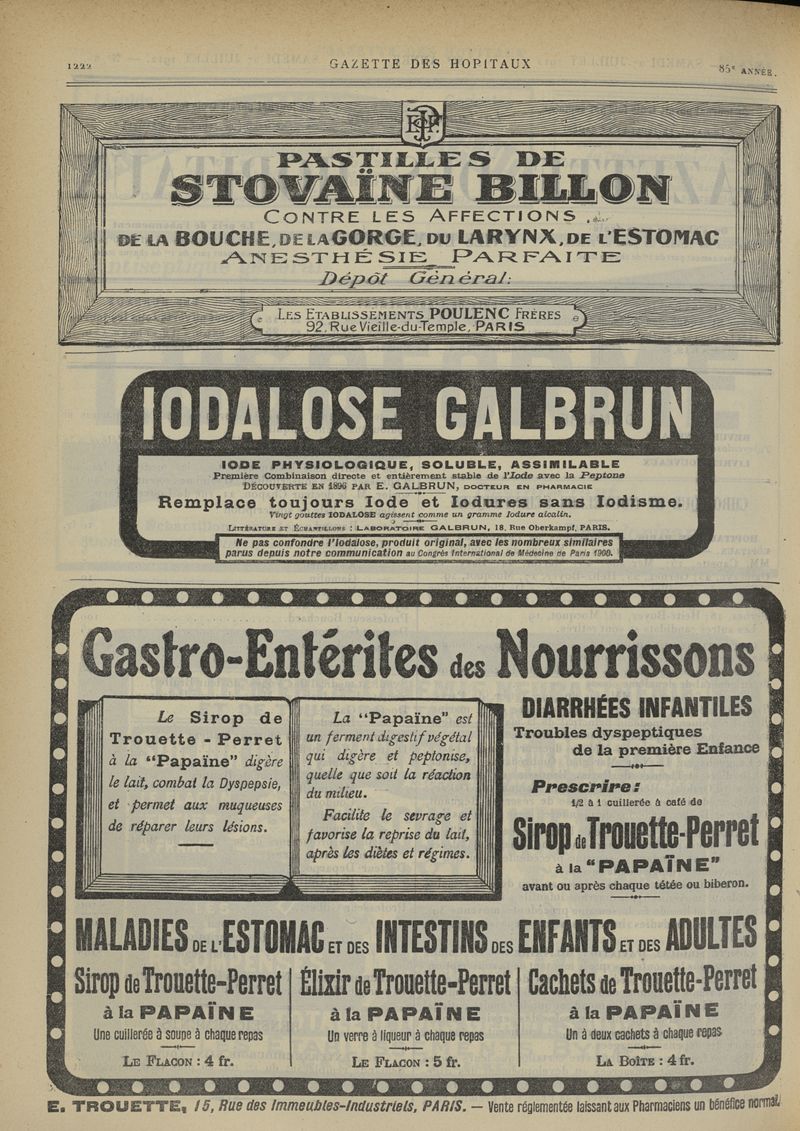 1222
GAZETTE DES HOPITAUX
85e ANNÉE.
PASTILLES DE
STOVAÏNE BILLON
CONTRE LES AFFECTIONS
DE LA BOUCHE, DE LA GORGE, DU LARYNX, DE L'ESTOMAC
ANESTHÉSIE PARFAITE
Dépôt Général:
LES ETABLISSEMENTS POULENC FRÈRES
92, Rue Vieille-du-Temple, PARIS
IODALOSE GALBRUN
IODE PHYSIOLOGIQUE, SOLUBLE, ASSIMILABLE
Première Combinaison directe et entièrement stable de l'Iode avec la Peptone
DÉCOUVERTE EN 1896 PAR E. GALBRUN, DOCTEUR EN PHARMACIE
Remplace toujours Iode et Iodures sans Iodisme.
Vingt gouttes IODALOSE agissent comme un gramme Iodure alcalin.
LITTÉRATURE ET ÉCHANTILLONS : LABORATOIRE GALBRUN, 18, Rue Oberkampf, PARIS.
Ne pas confondre l'Iodalose, produit original, avec les nombreux similaires
parus depuis notre communication au Congrès International de Médecine de Paris 1900.
Gastro-Entérites des Nourrissons
Le Sirop de
Trouette-Perret
à la "Papaïne" digère
le lait, combat la Dyspepsie,
et permet aux muqueuses
de réparer leurs lésions.
La "Papaïne" est
un ferment digestif végétal
qui digère et peptonise,
quelle que soit la réaction
du milieu.
Facilite le sevrage et
favorise la reprise du lait,
après les diètes et régimes.
DIARRHÉES INFANTILES
Troubles dyspeptiques
de la première Enfance
Prescrire:
1/2 à 1 cuillerée à café de
Sirop de Trouette-Perret
à la "PAPAÏNE"
avant ou après chaque tétée ou biberon.
MALADIES DE L'ESTOMAC ET DES INTESTINS DES ENFANTS ET DES ADULTES
Sirop de Trouette-Perret
à la PAPAÏNE
Une cuillerée à soupe à chaque repas
LE FLACON : 4 fr.
Élixir de Trouette-Perret
à la PAPAÏNE
Un verre à liqueur à chaque repas
LE FLACON : 5 fr.
Cachets de Trouette-Perret
à la PAPAÏNE
Un à deux cachets à chaque repas
LA BOÎTE : 4 fr.
E. TROUETTE, 15, Rue des Immeubles-Industriels, PARIS. — Vente réglementée laissant aux Pharmaciens un bénéfice normal.